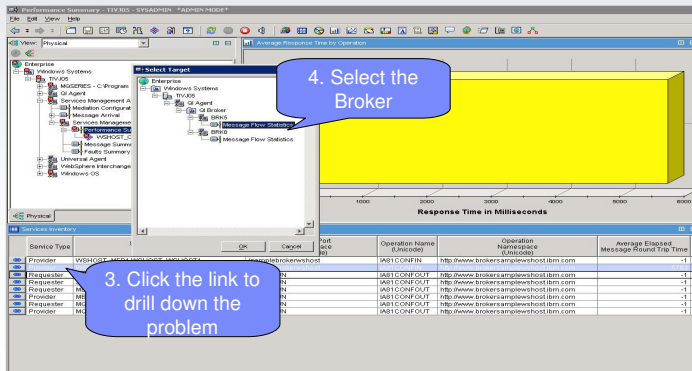 Performance Summary - TIVJ05 - SYSADMIN *ADMIN MODE*
File Edit View Help
View: Physical
Average Response Time by Operation
Enterprise
Windows Systems
TIVJ05
MQSERIES - C:\Program
QI Agent
Services Management A
Mediation Configurat
Message Arrival
Services Manageme
Performance Su
WSHOST_C
Message Summ
Faults Summary
Universal Agent
WebSphere Interchange
Windows OS
Physical
Select Target
Enterprise
Windows Systems
TIVJ05
QI Agent
QI Broker
BRK5
Message Flow Statistics
BRK8
Message Flow Statistics
OK Cancel
4. Select the
Broker
1000 2000 3000 4000 5000 6000
Response Time in Milliseconds
Services Inventory
Service Type
Operation Name
(Unicode)
Operation
Namespace
(Unicode)
Average Elapsed
Message Round Trip Time
Provider IA81CONFIN http://www.brokersamplewshost.ibm.com -1
Requester IA81CONFOUT http://www.brokersamplewshost.ibm.com -1
Requester IA81CONFOUT http://www.brokersamplewshost.ibm.com -1
Provider IA81CONFOUT http://www.brokersamplewshost.ibm.com -1
Requester IA81CONFOUT http://www.brokersamplewshost.ibm.com -1
Provider IA81CONFOUT http://www.brokersamplewshost.ibm.com -1
3. Click the link to
drill down the
problem